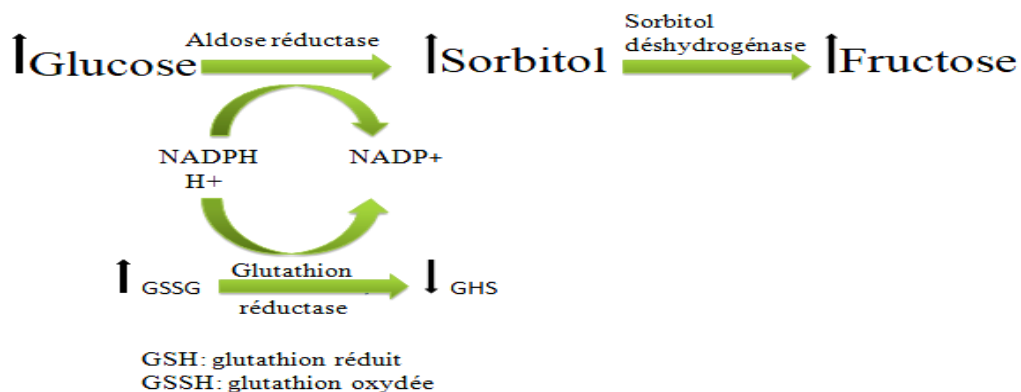 Aldose réductase
Sorbitol
déshydrogénase
Glucose
Sorbitol
Fructose
NADPH
H+
NADP+
GSSG
Glutathion
réductase
GHS
GSH: glutathion réduit
GSSH: glutathion oxydée